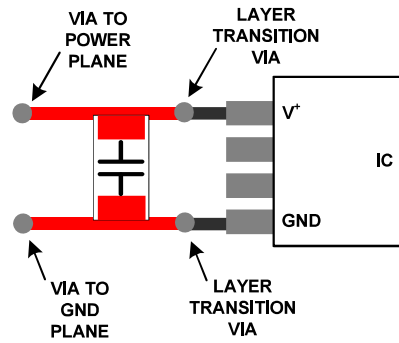 VIA TO
POWER
PLANE
LAYER
TRANSITION
VIA
V+
IC
GND
VIA TO
GND
PLANE
LAYER
TRANSITION
VIA